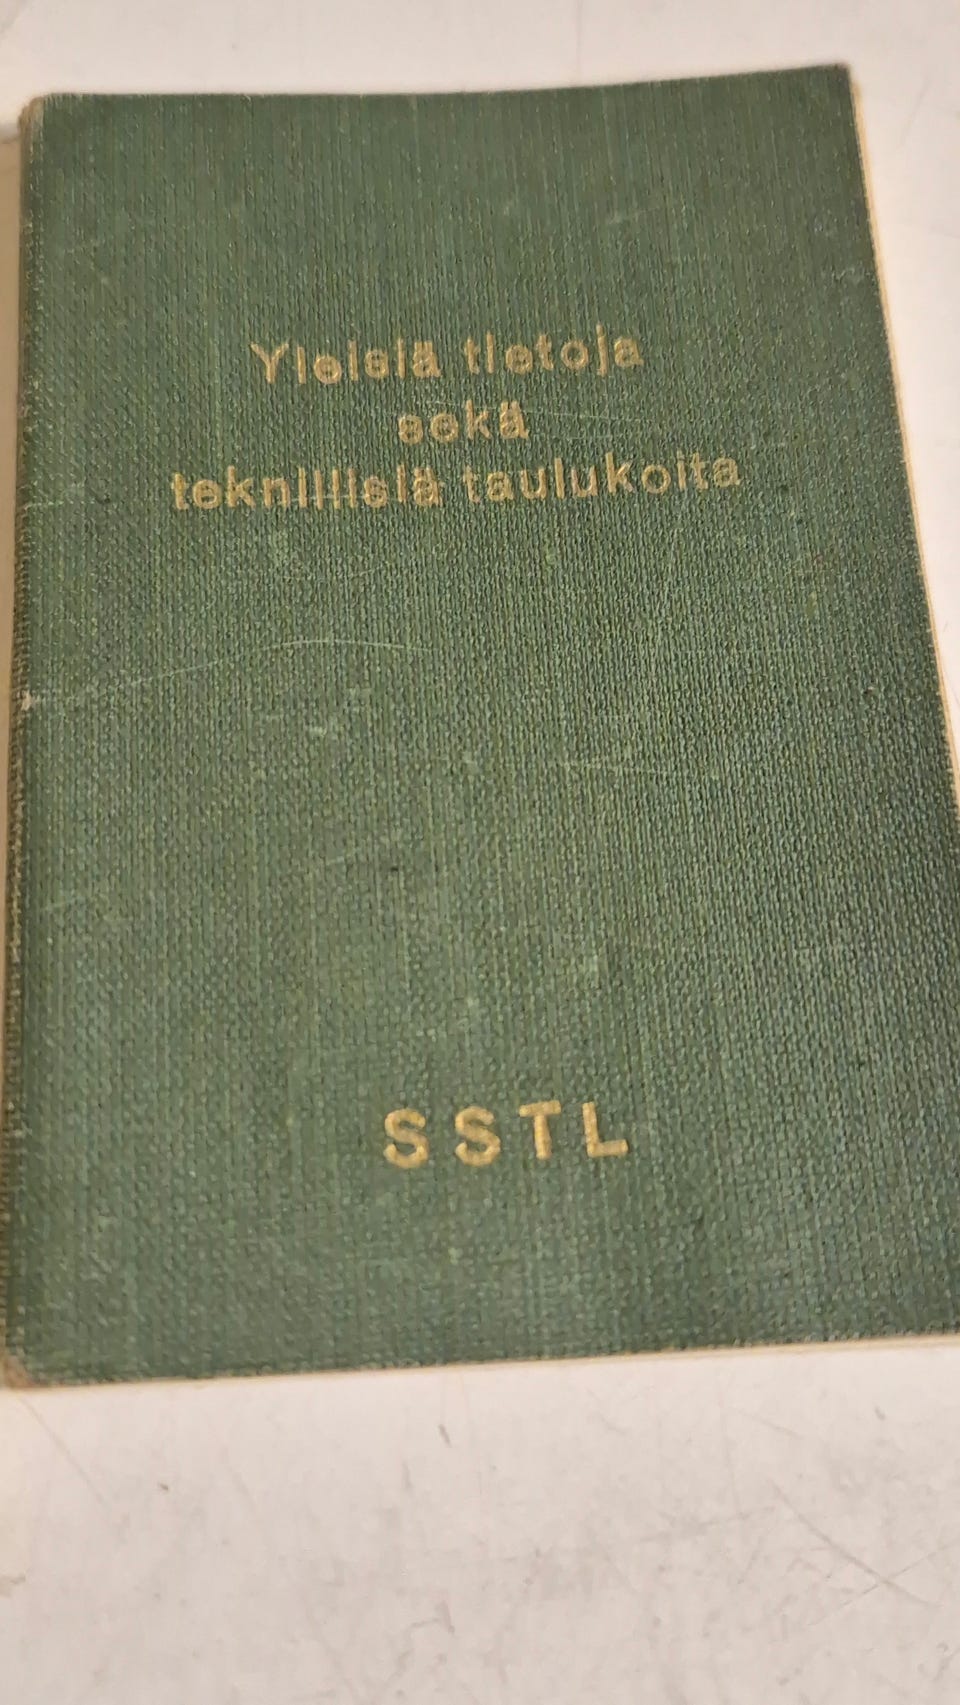 Yleisiä tietoja
sekä
teknillisiä taulukoita
SSTL